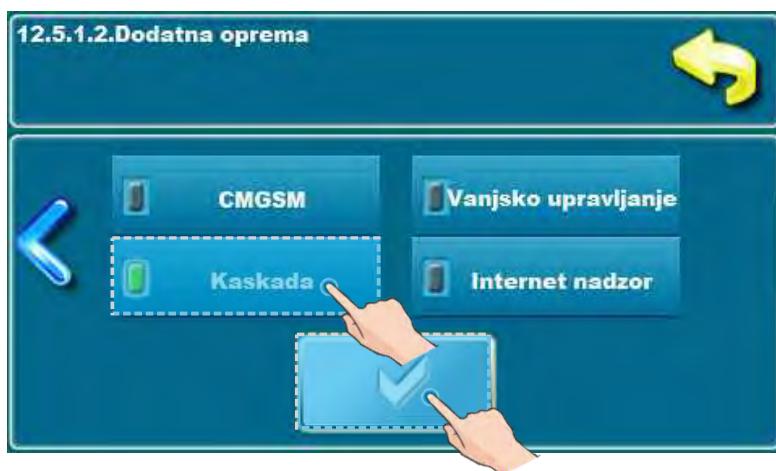 12.5.1.2.Dodatna oprema
CMGSM
Vanjsko upravljanje
Kaskada
Internet nadzor